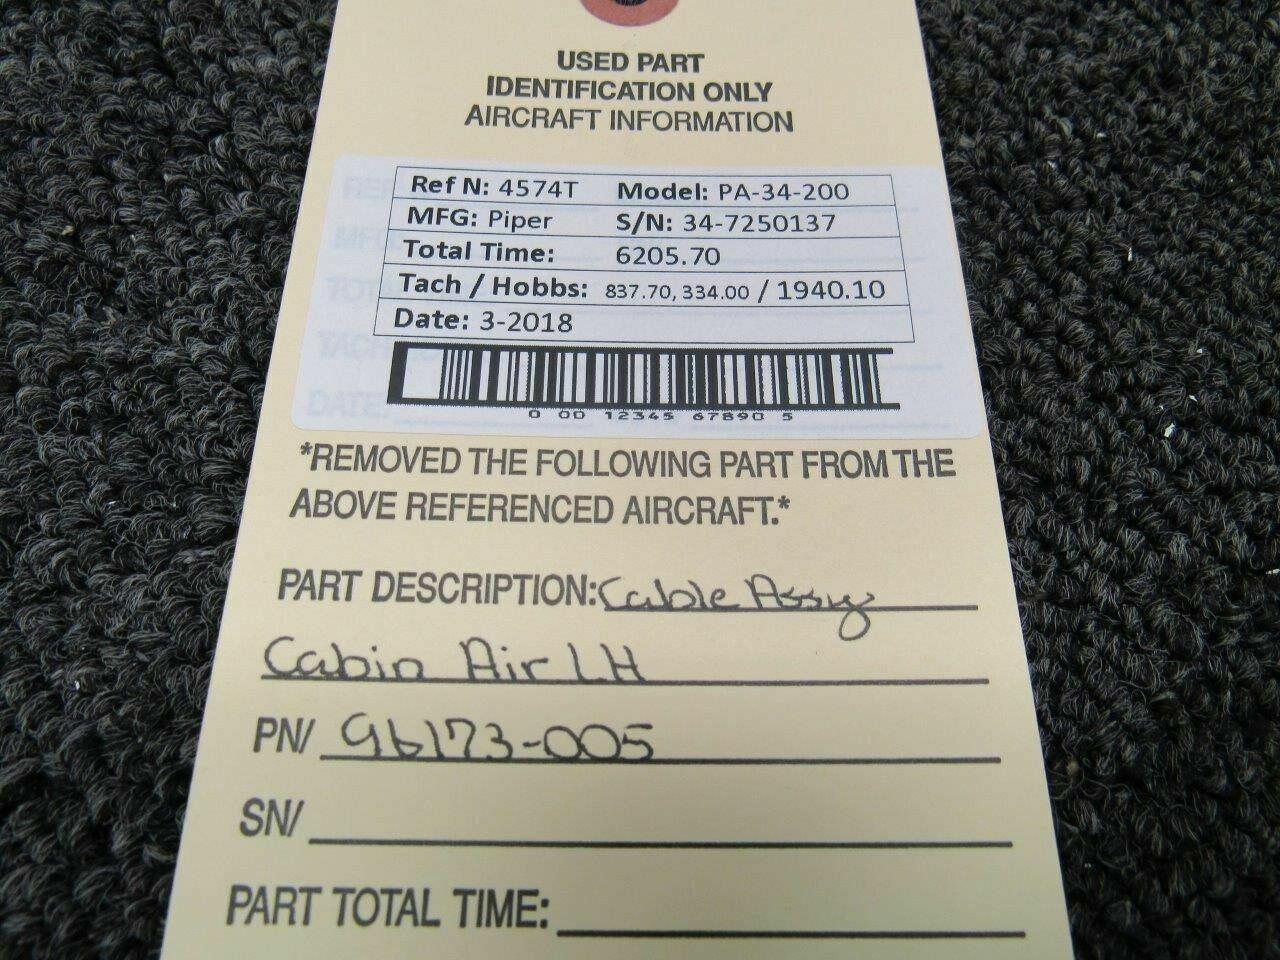 USED PART
IDENTIFICATION ONLY
AIRCRAFT INFORMATION
Ref N: 4574T Model: PA-34-200
MFG: Piper S/N: 34-7250137
Total Time: 6205.70
Tach / Hobbs: 837.70, 334.00 / 1940.10
Date: 3-2018
0 00 12345 67890 5
*REMOVED THE FOLLOWING PART FROM THE
ABOVE REFERENCED AIRCRAFT.*
PART DESCRIPTION: Cable Assy
Cabin Air LH
PN/ 96173-005
SN/
PART TOTAL TIME: